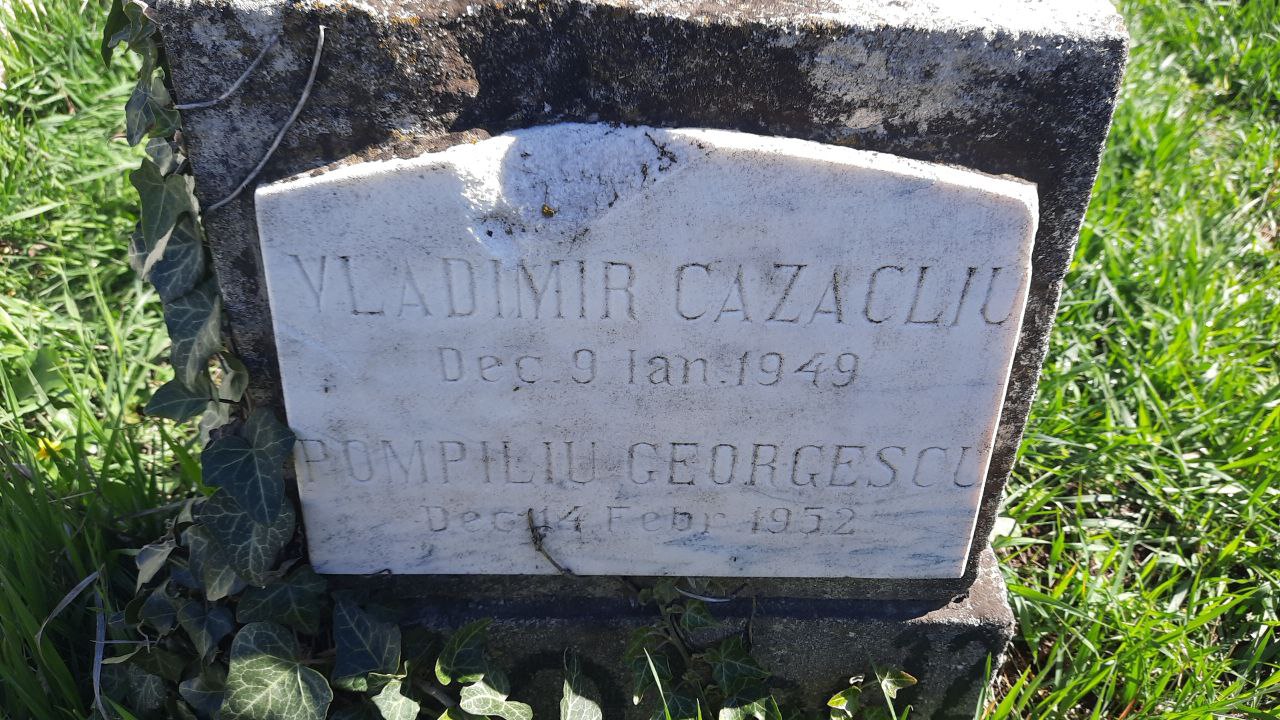 VLADIMIR CAZACLIU
Dec. 9 Ian. 1949
POMPILIU GEORGESCU
Dec. 14 Febr. 1952